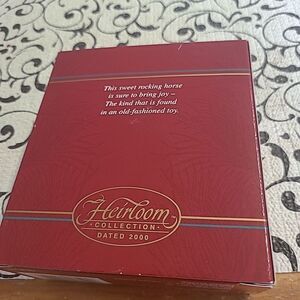 This sweet rocking horse
is sure to bring joy –
The kind that is found
in an old-fashioned toy.
Heirloom
COLLECTION
DATED 2000